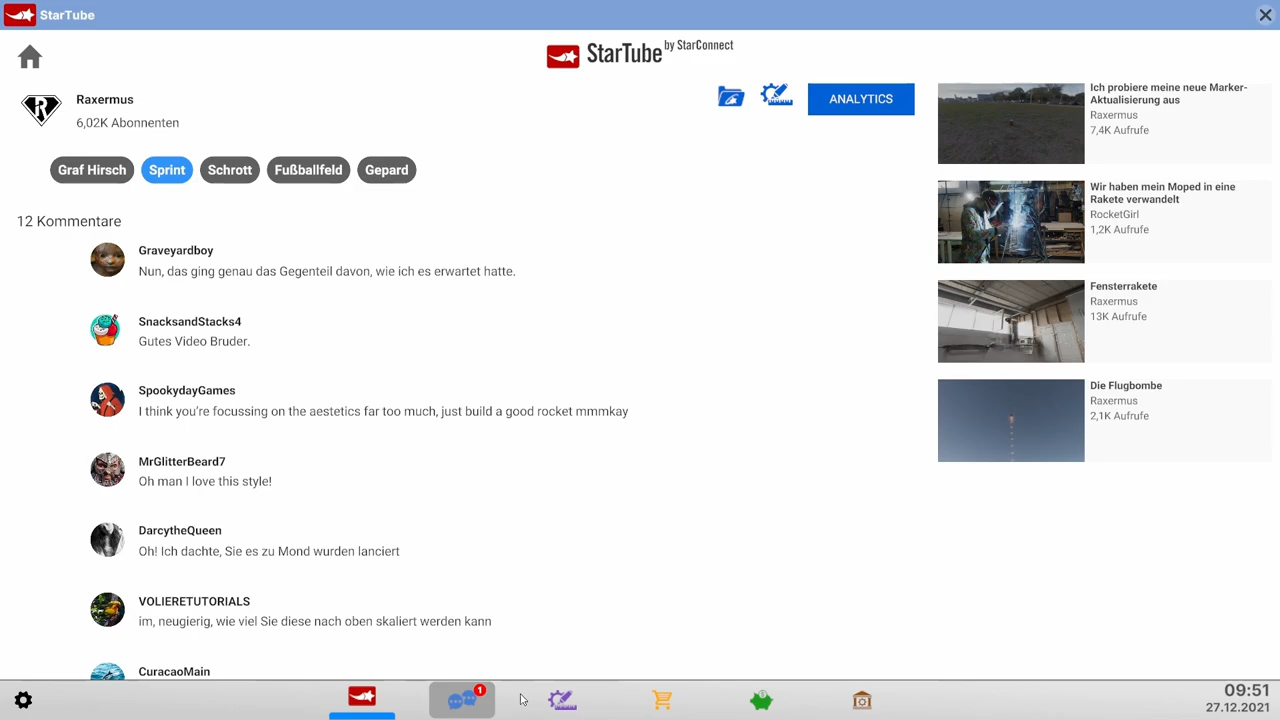 StarTube
StarTube by StarConnect
Raxermus
6,02K Abonnenten
ANALYTICS
Graf Hirsch
Sprint
Schrott
Fußballfeld
Gepard
12 Kommentare
Graveyardboy
Nun, das ging genau das Gegenteil davon, wie ich es erwartet hatte.
SnacksandStacks4
Gutes Video Bruder.
SpookydayGames
I think you're focussing on the aestetics far too much, just build a good rocket mmmkay
MrGlitterBeard7
Oh man I love this style!
DarcytheQueen
Oh! Ich dachte, Sie es zu Mond wurden lanciert
VOLIERETUTORIALS
im, neugierig, wie viel Sie diese nach oben skaliert werden kann
CuracaoMain
Ich probiere meine neue Marker-
Aktualisierung aus
Raxermus
7,4K Aufrufe
Wir haben mein Moped in eine
Rakete verwandelt
RocketGirl
1,2K Aufrufe
Fensterrakete
Raxermus
13K Aufrufe
Die Flugbombe
Raxermus
2,1K Aufrufe
1
09:51
27.12.2021